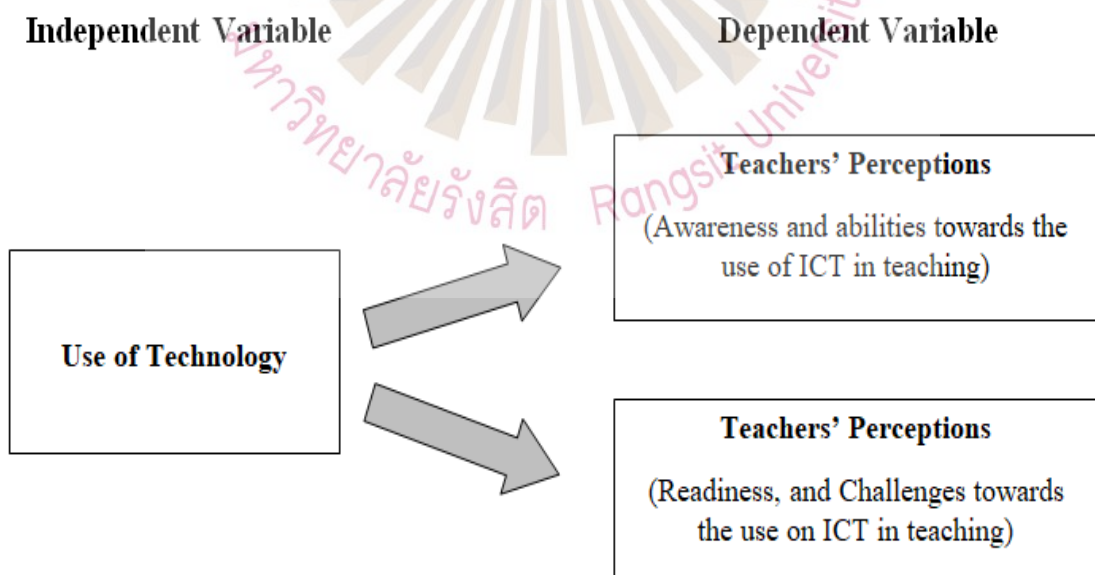 Independent Variable
Dependent Variable
มหาวิทยาลัยรังสิต Rangsit Universit
Use of Technology
Teachers’ Perceptions
(Awareness and abilities towards the
use of ICT in teaching)
Teachers’ Perceptions
(Readiness, and Challenges towards
the use on ICT in teaching)